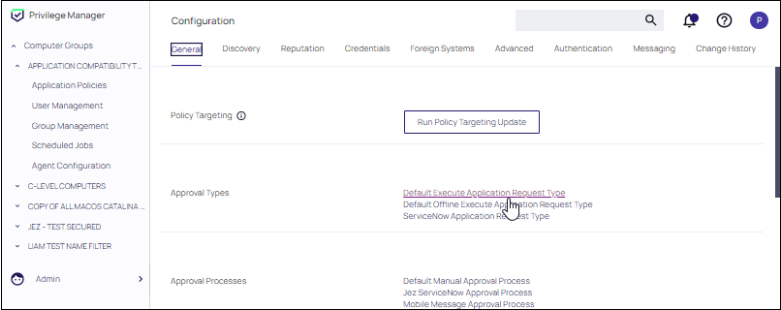 Privilege Manager
Computer Groups
APPLICATION COMPATIBILITY T...
Application Policies
User Management
Group Management
Scheduled Jobs
Agent Configuration
C-LEVEL COMPUTERS
COPY OF ALL MACOS CATALINA ...
JEZ - TEST SECURED
LIAM TEST NAME FILTER
Admin
Configuration
P
General Discovery Reputation Credentials Foreign Systems Advanced Authentication Messaging Change History
Policy Targeting
Run Policy Targeting Update
Approval Types
Default Execute Application Request Type
Default Offline Execute Application Request Type
ServiceNow Application Request Type
Approval Processes
Default Manual Approval Process
Jez ServiceNow Approval Process
Mobile Message Approval Process